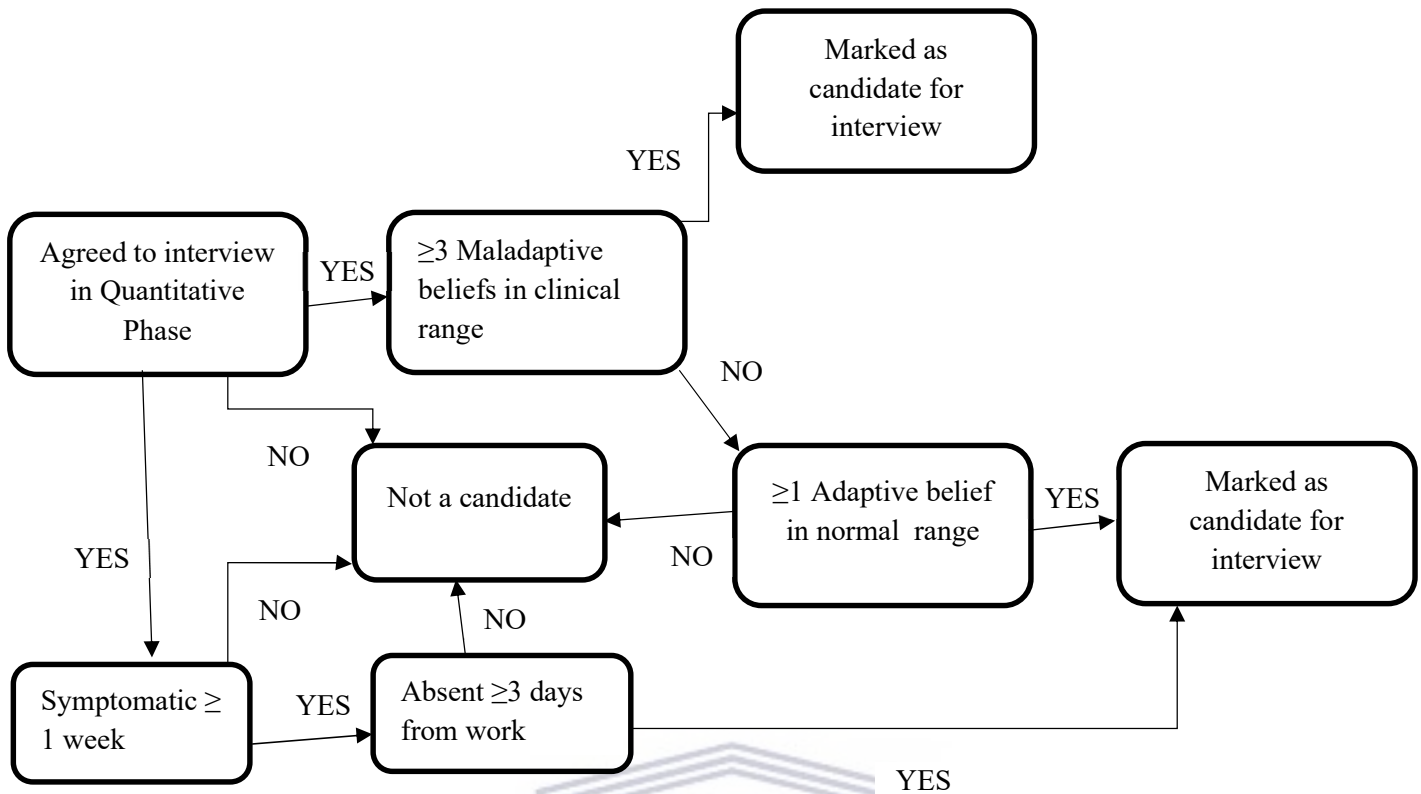 Marked as
candidate for
interview
YES
Agreed to interview
in Quantitative
Phase
YES
≥3 Maladaptive
beliefs in clinical
range
NO
NO
Not a candidate
≥1 Adaptive belief
in normal range
YES
Marked as
candidate for
interview
YES
NO
NO
NO
Symptomatic ≥
1 week
YES
Absent ≥3 days
from work
YES